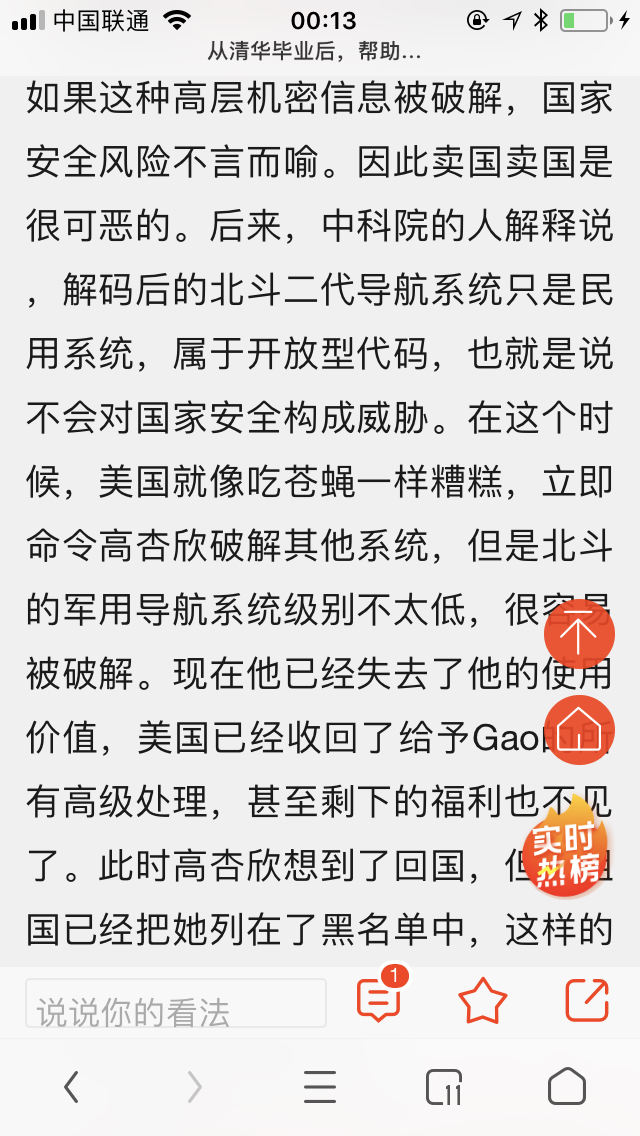 中国联通 00:13
从清华毕业后，帮助...
如果这种高层机密信息被破解，国家
安全风险不言而喻。因此卖国卖国是
很可恶的。后来，中科院的人解释说
，解码后的北斗二代导航系统只是民
用系统，属于开放型代码，也就是说
不会对国家安全构成威胁。在这个时
候，美国就像吃苍蝇一样糟糕，立即
命令高杏欣破解其他系统，但是北斗
的军用导航系统级别不太低，很容易
被破解。现在他已经失去了他的使用
价值，美国已经收回了给予Gao的所
有高级处理，甚至剩下的福利也不见
了。此时高杏欣想到了回国，但祖
国已经把她列在了黑名单中，这样的
实时
热榜
说说你的看法
1
11